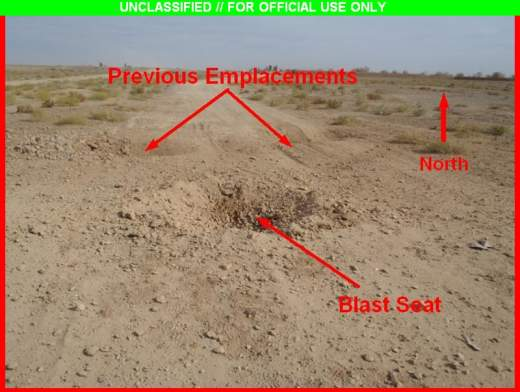 UNCLASSIFIED // FOR OFFICIAL USE ONLY
Previous Emplacements
North
Blast Seat